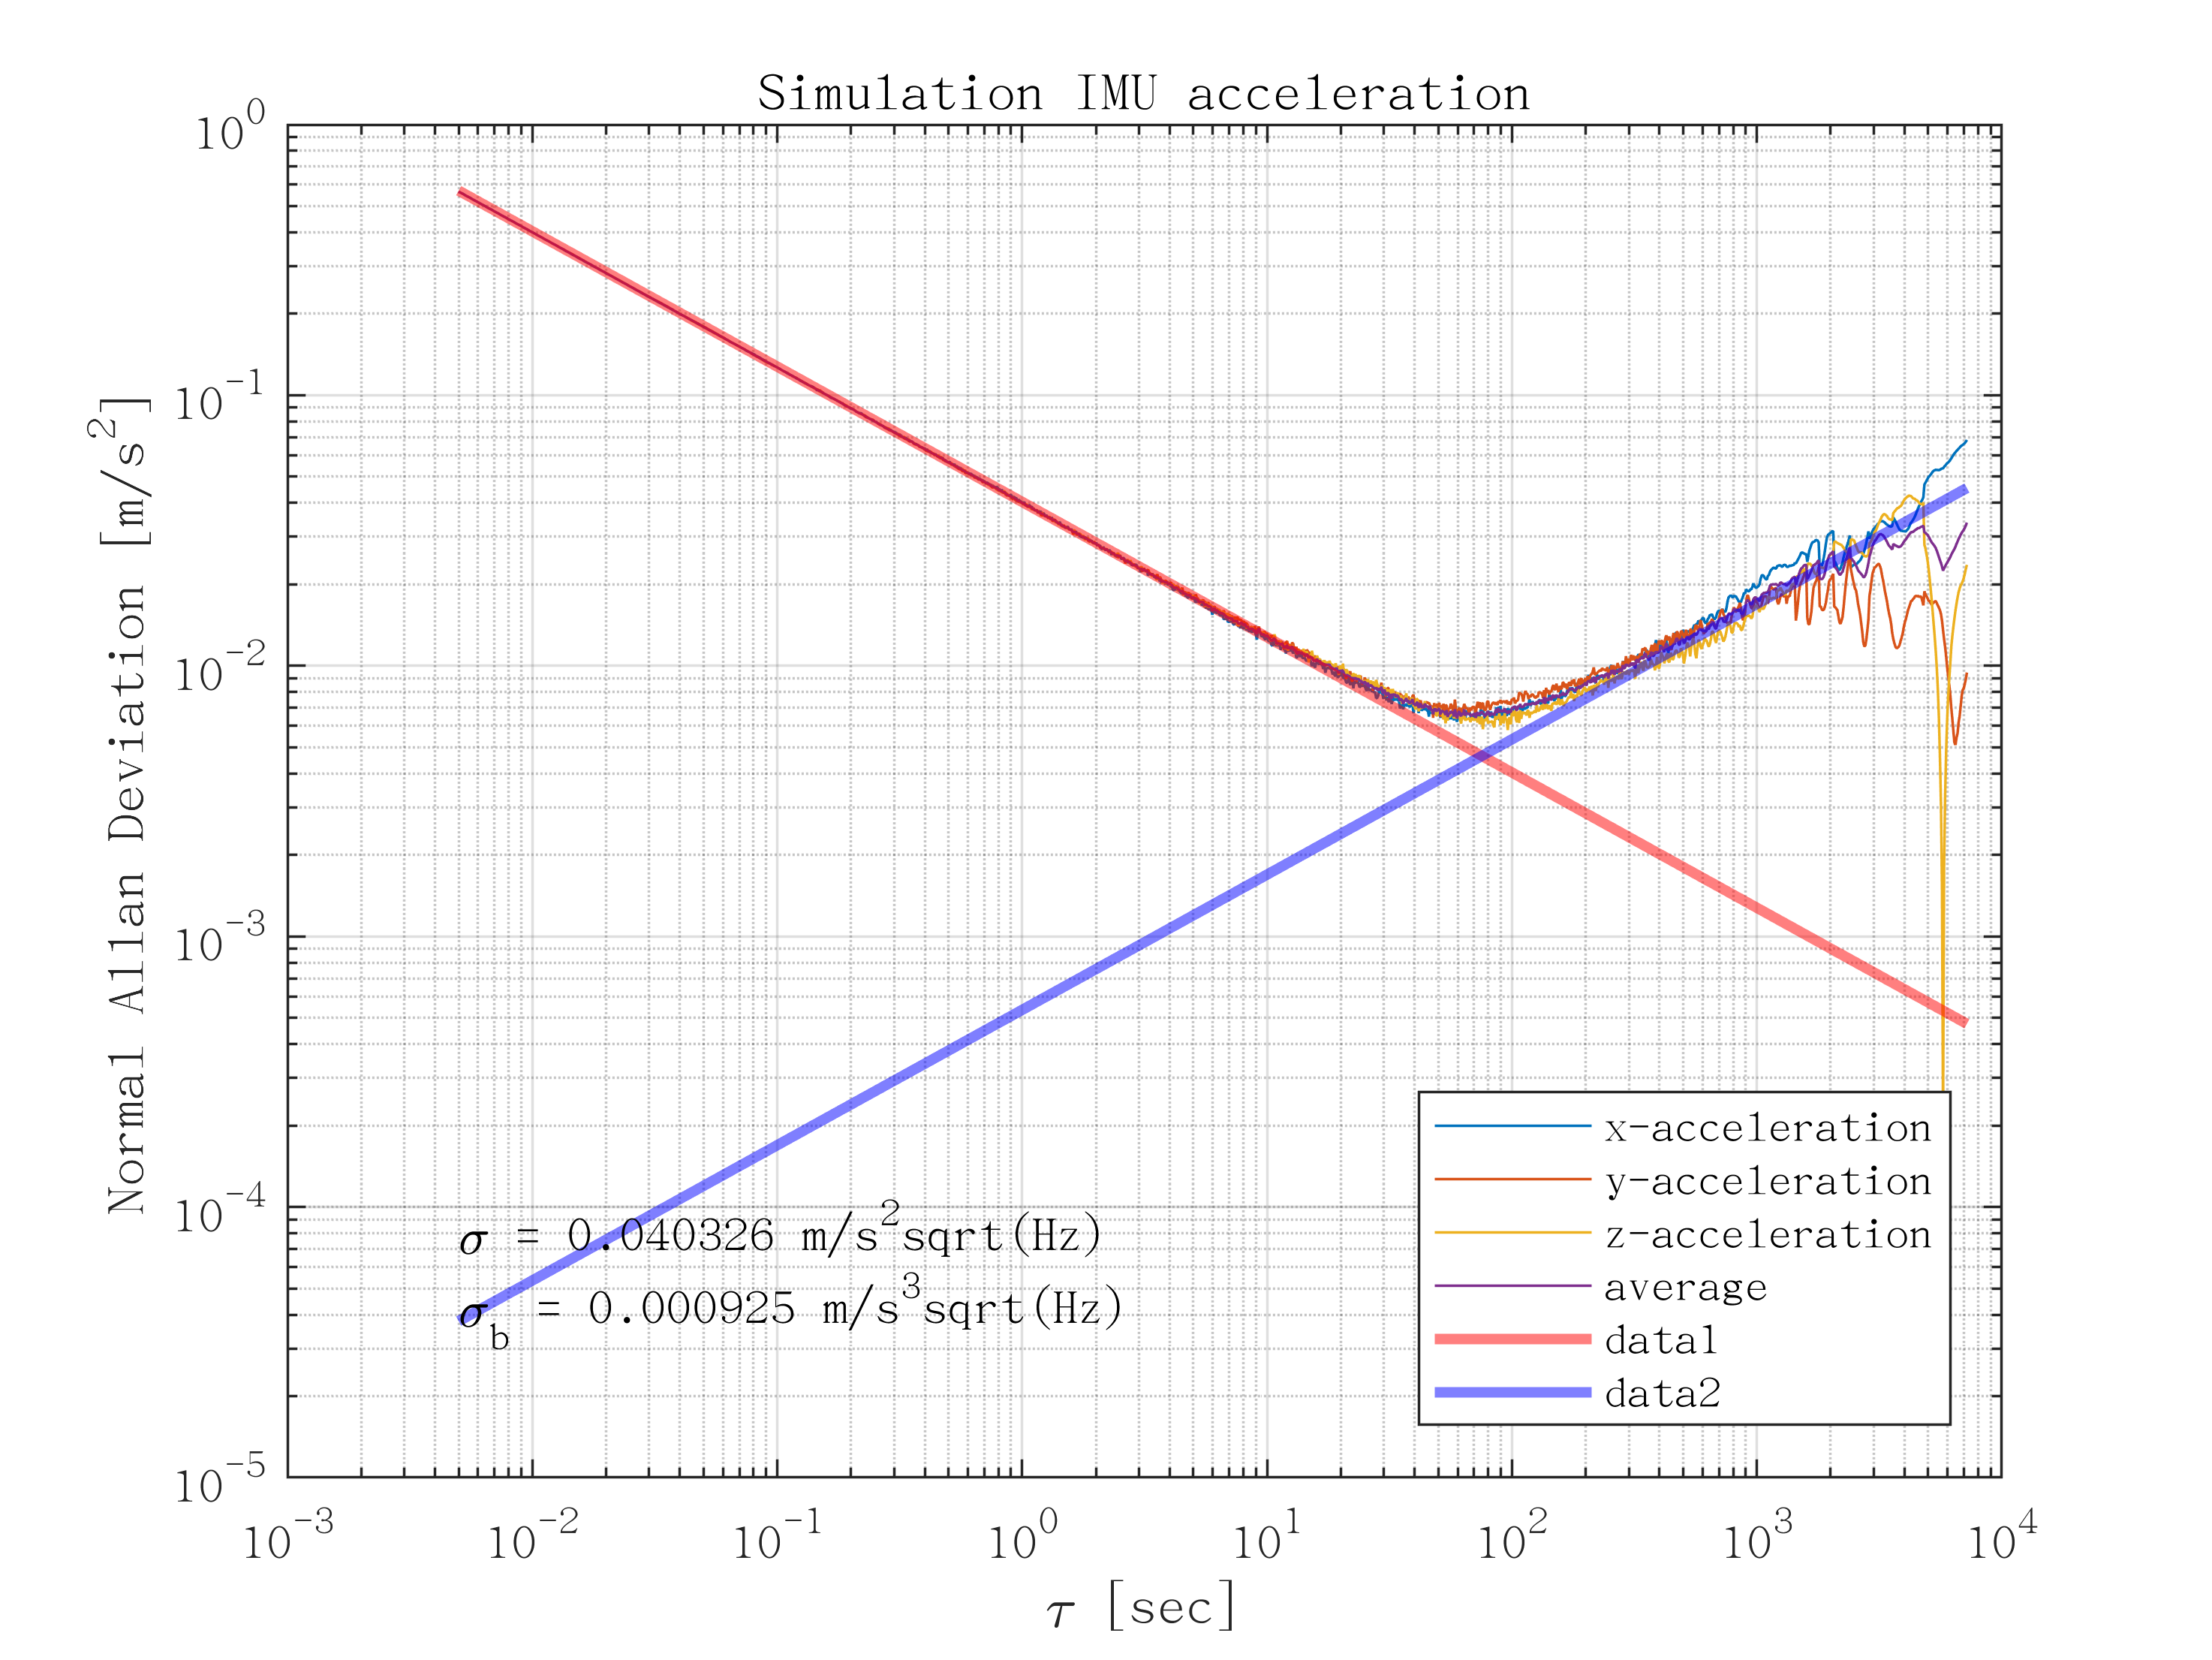 Simulation IMU acceleration
Normal Allan Deviation [m/s^2]
10^0
10^-1
10^-2
10^-3
10^-4
10^-5
σ = 0.040326 m/s^2sqrt(Hz)
σ_b = 0.000925 m/s^3sqrt(Hz)
x-acceleration
y-acceleration
z-acceleration
average
data1
data2
10^-3 10^-2 10^-1 10^0 10^1 10^2 10^3 10^4
τ [sec]